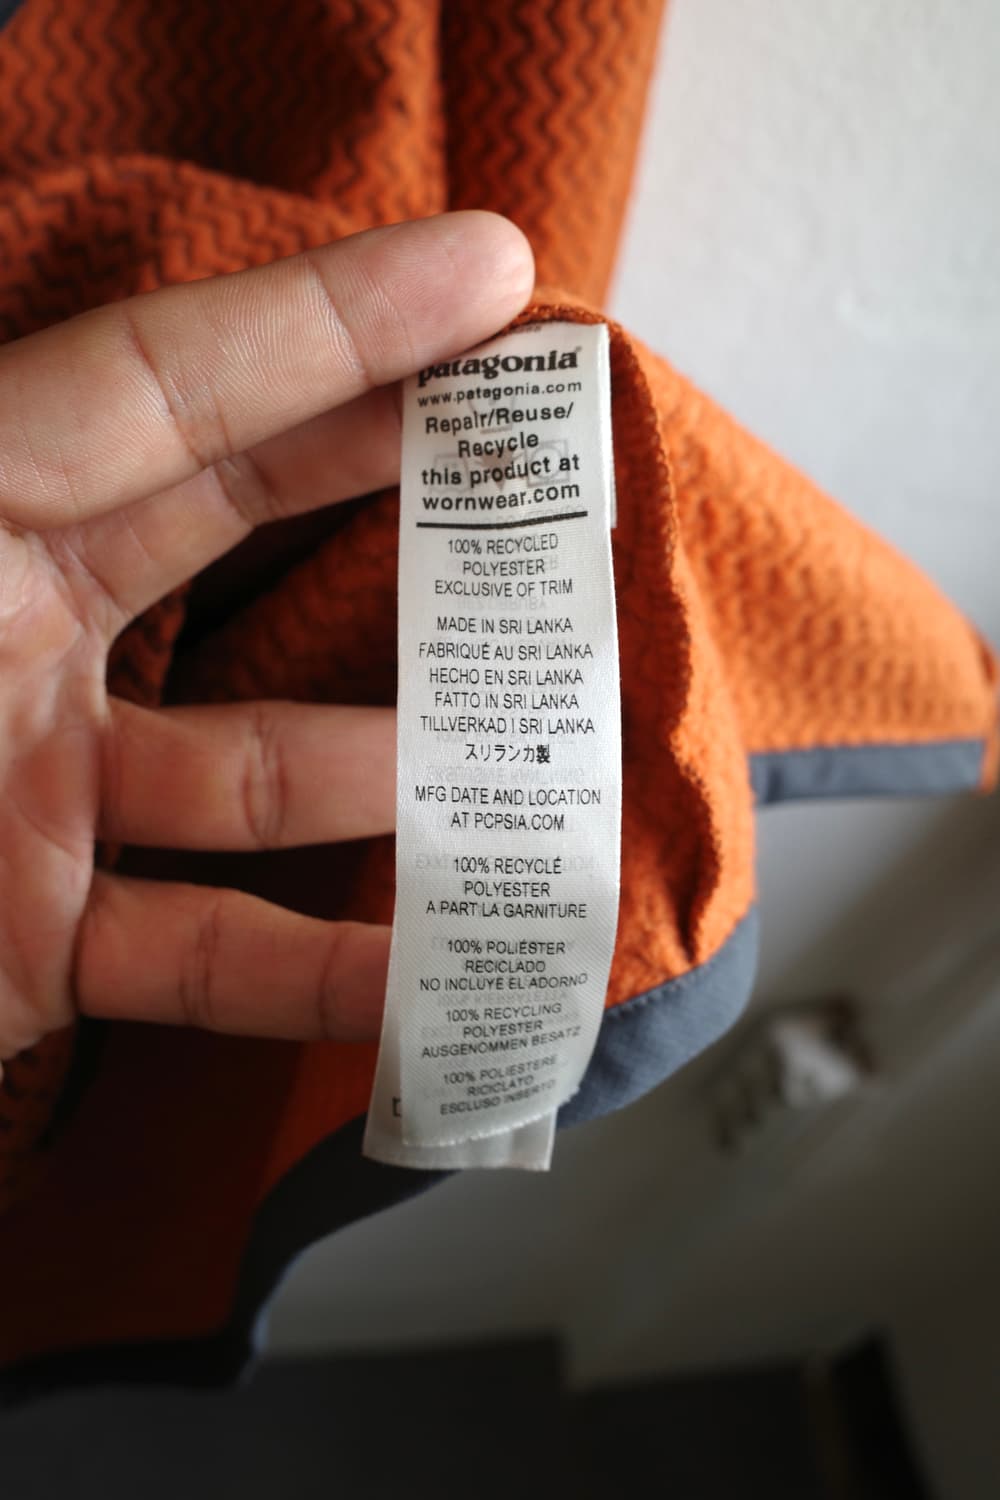 patagonia
www.patagonia.com
Repair/Reuse/
Recycle
this product at
wornwear.com
100% RECYCLED
POLYESTER
EXCLUSIVE OF TRIM
MADE IN SRI LANKA
FABRIQUÉ AU SRI LANKA
HECHO EN SRI LANKA
FATTO IN SRI LANKA
TILLVERKAD I SRI LANKA
スリランカ製
MFG DATE AND LOCATION
AT PCPSIA.COM
100% RECYCLÉ
POLYESTER
A PART LA GARNITURE
100% POLIÉSTER
RECICLADO
NO INCLUYE EL ADORNO
100% RECYCLING
POLYESTER
AUSGENOMMEN BESATZ
100% POLIESTERE
RICICLATO
ESCLUSO INSERTO